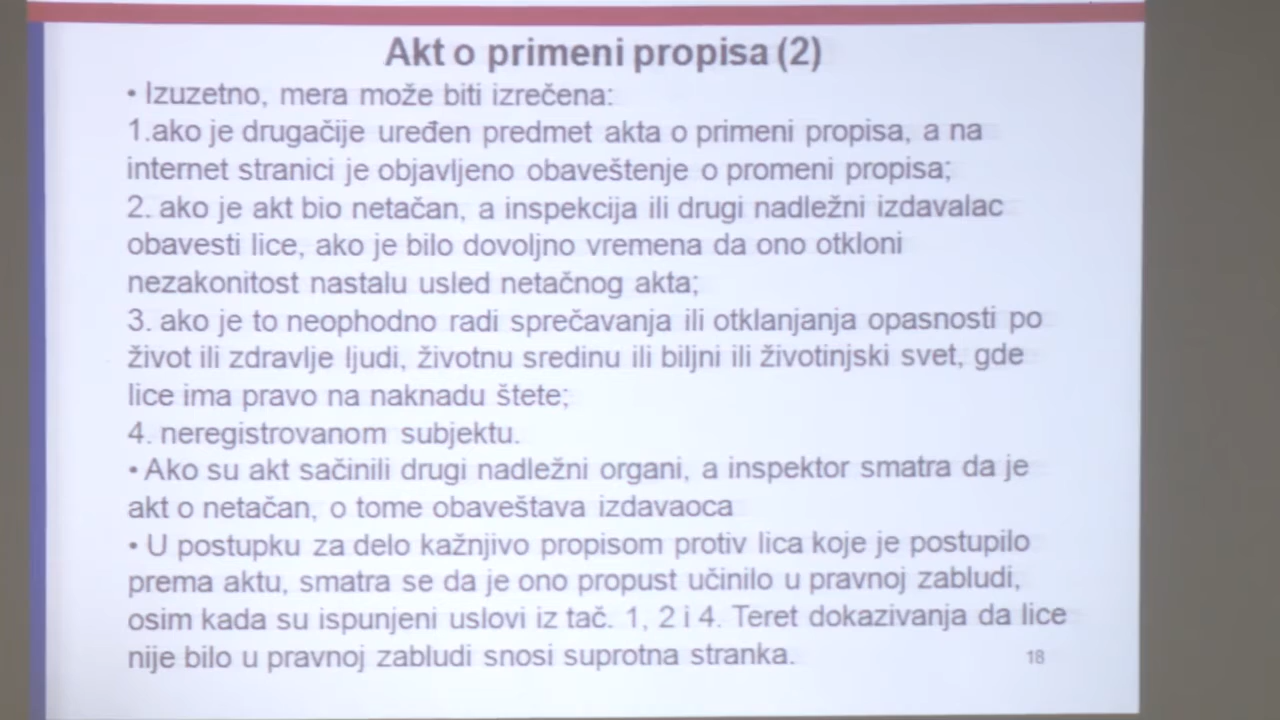 Akt o primeni propisa (2)
• Izuzetno, mera može biti izrečena:
1.ako je drugačije uređen predmet akta o primeni propisa, a na
internet stranici je objavljeno obaveštenje o promeni propisa;
2. ako je akt bio netačan, a inspekcija ili drugi nadležni izdavalac
obavesti lice, ako je bilo dovoljno vremena da ono otkloni
nezakonitost nastalu usled netačnog akta;
3. ako je to neophodno radi sprečavanja ili otklanjanja opasnosti po
život ili zdravlje ljudi, životnu sredinu ili biljni ili životinjski svet, gde
lice ima pravo na naknadu štete;
4. neregistrovanom subjektu.
• Ako su akt sačinili drugi nadležni organi, a inspektor smatra da je
akt o netačan, o tome obaveštava izdavaoca
• U postupku za delo kažnjivo propisom protiv lica koje je postupilo
prema aktu, smatra se da je ono propust učinilo u pravnoj zabludi,
osim kada su ispunjeni uslovi iz tač. 1, 2 i 4. Teret dokazivanja da lice
nije bilo u pravnoj zabludi snosi suprotna stranka.
18